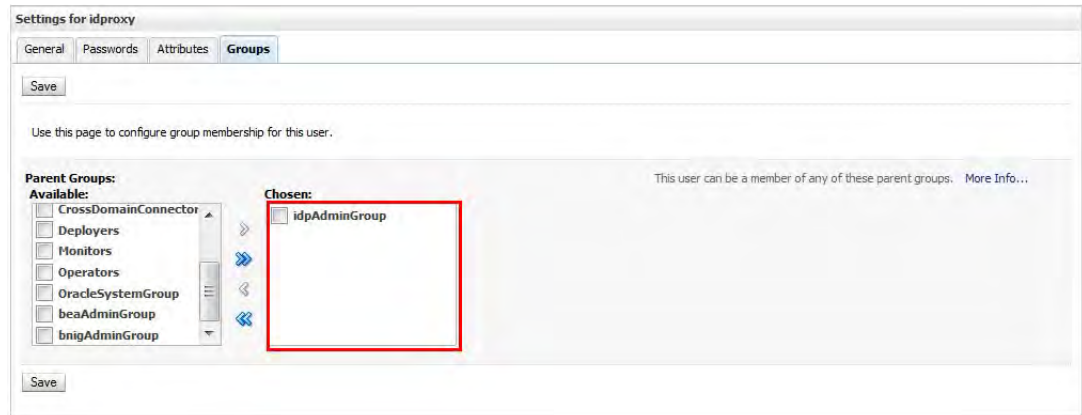 Settings for idproxy
General Passwords Attributes Groups
Save
Use this page to configure group membership for this user.
Parent Groups:
This user can be a member of any of these parent groups. More Info...
Available:
Chosen:
CrossDomainConnector
Deployers
Monitors
Operators
OracleSystemGroup
beaAdminGroup
bnigAdminGroup
idpAdminGroup
Save